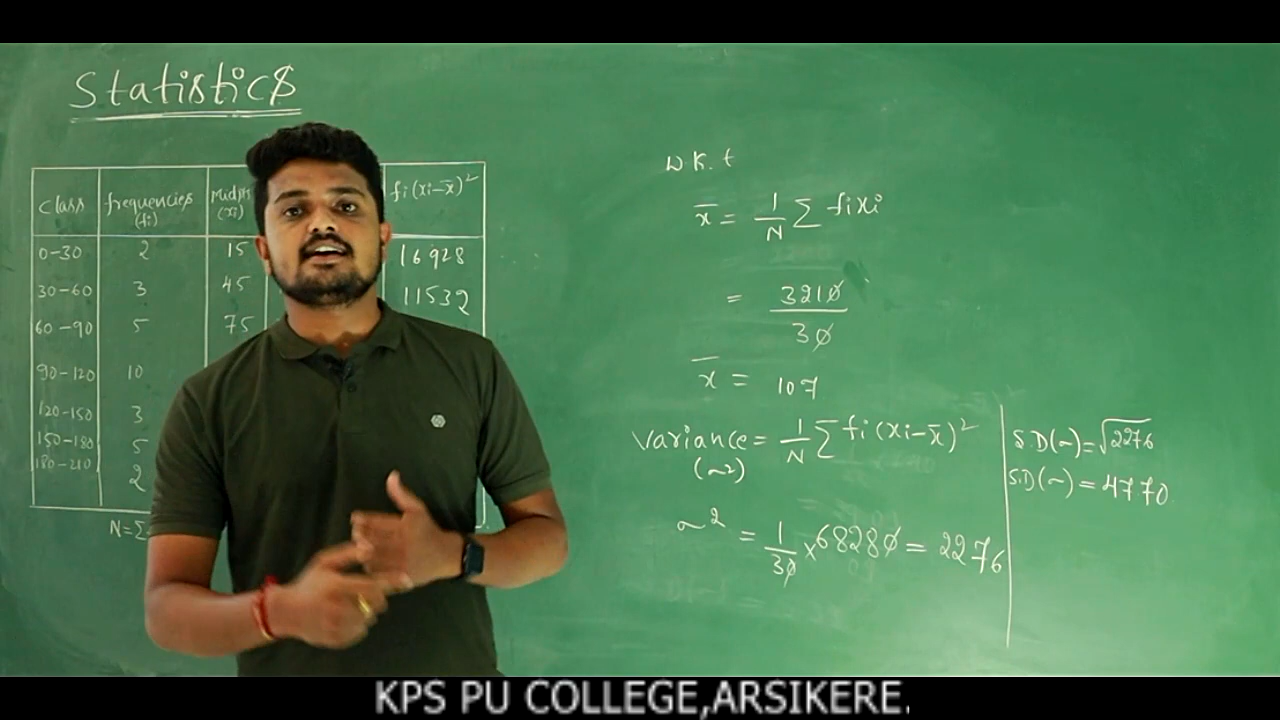 Statistics
class frequencies (fi) Midpt (xi) fi(xi-x̄)²
0-30 2 15 16928
30-60 3 45 11532
60-90 5 75
90-120 10
120-150 3
150-180 5
180-210 2
N=Σ
W K. t
x̄ = 1/N Σ fixi
= 3210/30
x̄ = 107
Variance = 1/N Σ fi(xi-x̄)²
(σ²)
σ² = 1/30 × 68280 = 2276
S.D(σ) = √2276
S.D(σ) = 47.70
KPS PU COLLEGE,ARSIKERE.